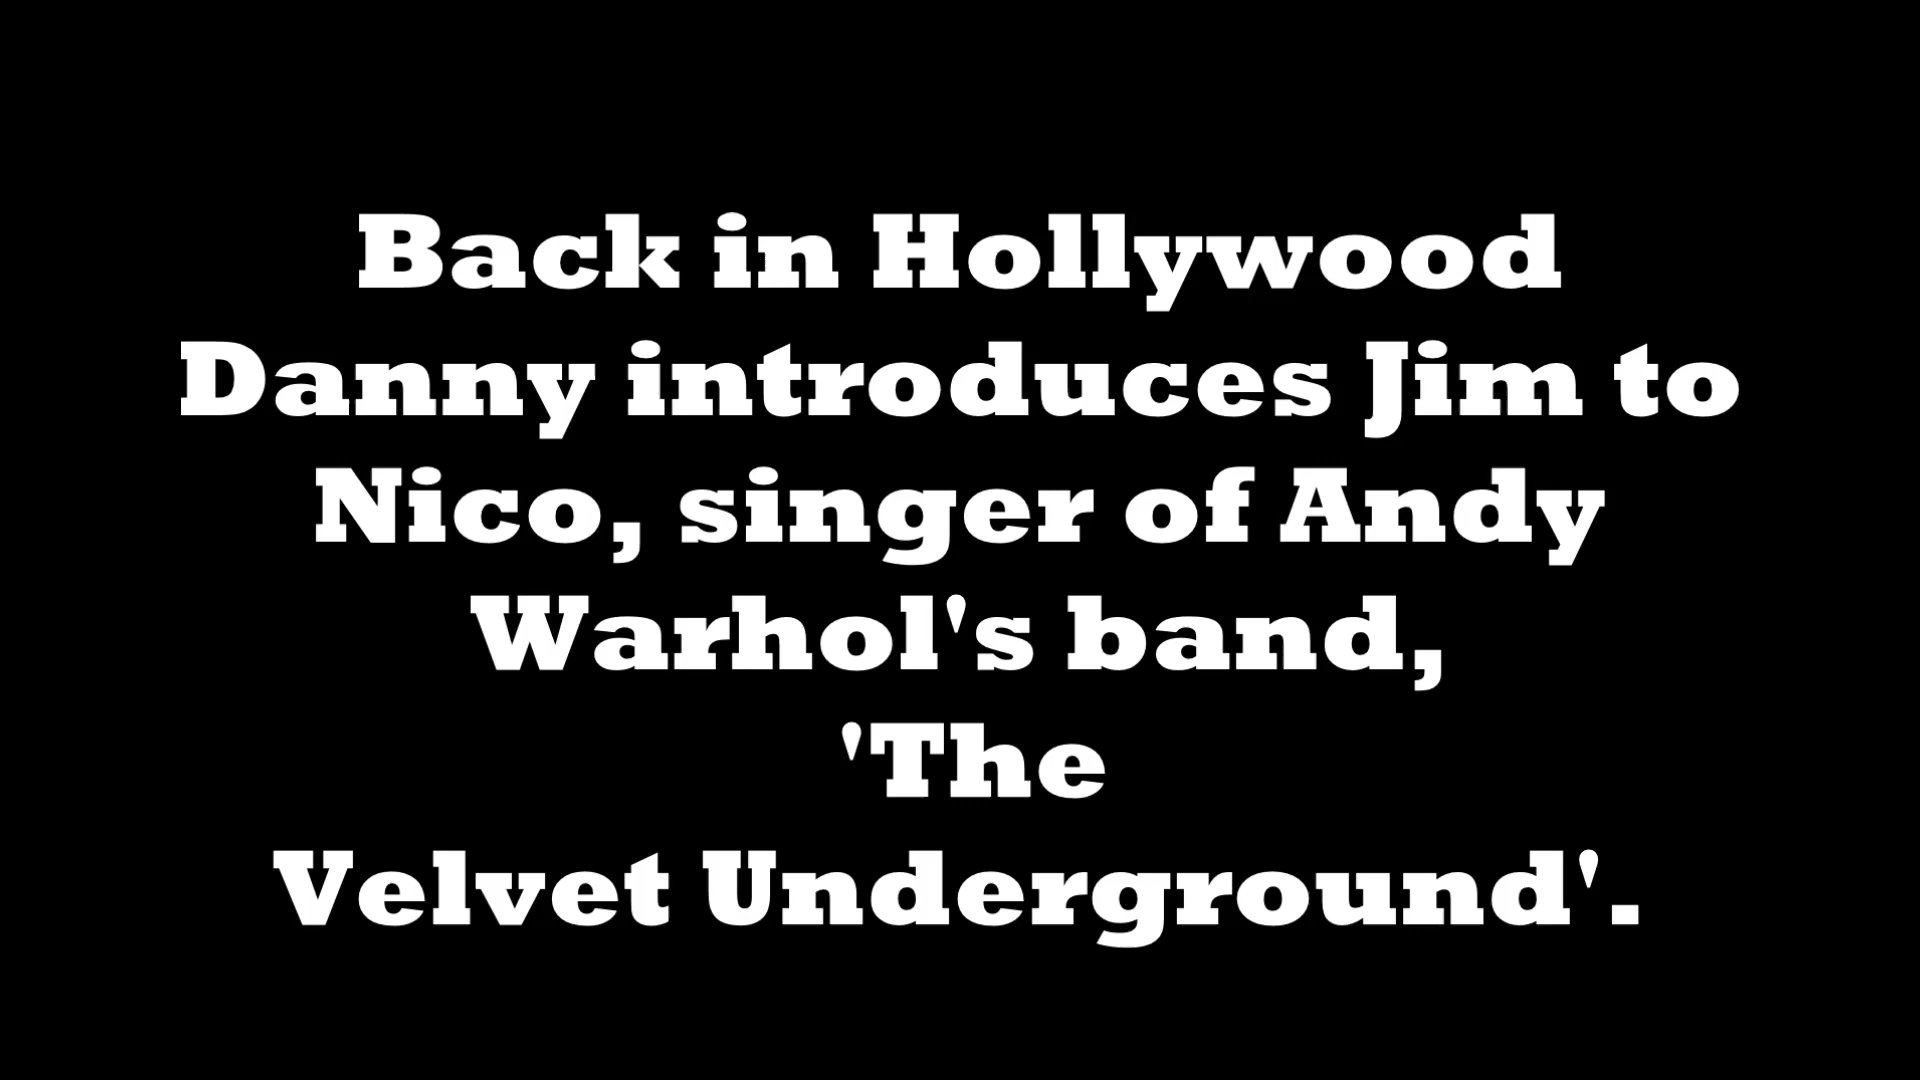 Back in Hollywood
Danny introduces Jim to
Nico, singer of Andy
Warhol's band,
'The
Velvet Underground'.